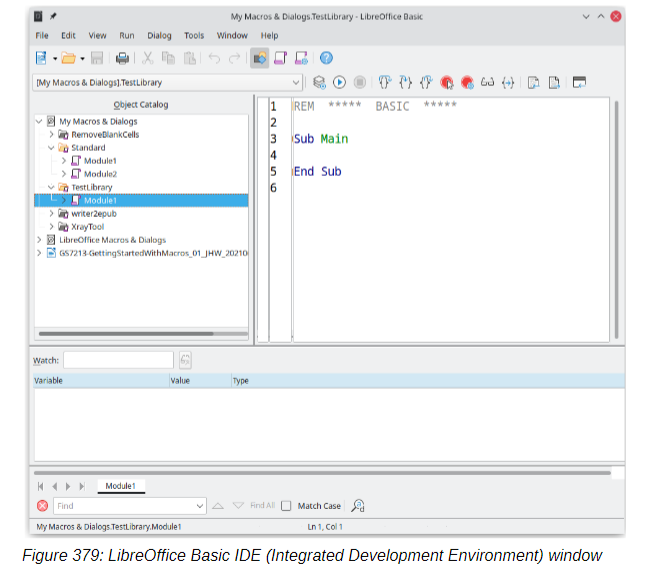 My Macros & Dialogs.TestLibrary - LibreOffice Basic
File Edit View Run Dialog Tools Window Help
[My Macros & Dialogs].TestLibrary
Object Catalog
My Macros & Dialogs
RemoveBlankCells
Standard
Module1
Module2
TestLibrary
Module1
writer2epub
XrayTool
LibreOffice Macros & Dialogs
GS7213-GettingStartedWithMacros_01_JHW_20210
1 REM ***** BASIC *****
2
3 Sub Main
4
5 End Sub
6
Watch:
Variable Value Type
Module1
Find Find All Match Case
My Macros & Dialogs.TestLibrary.Module1 Ln 1, Col 1
Figure 379: LibreOffice Basic IDE (Integrated Development Environment) window